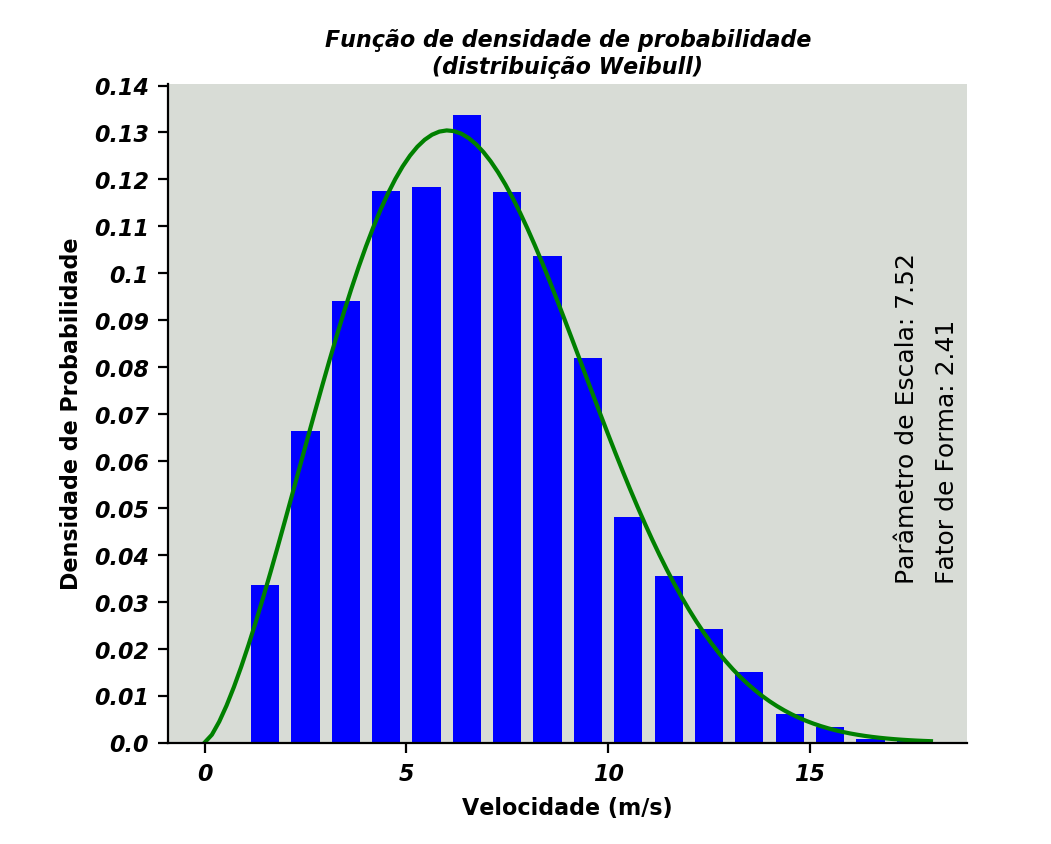 Função de densidade de probabilidade
(distribuição Weibull)
Densidade de Probabilidade
0.14
0.13
0.12
0.11
0.1
0.09
0.08
0.07
0.06
0.05
0.04
0.03
0.02
0.01
0.0
Parâmetro de Escala: 7.52
Fator de Forma: 2.41
0 5 10 15
Velocidade (m/s)